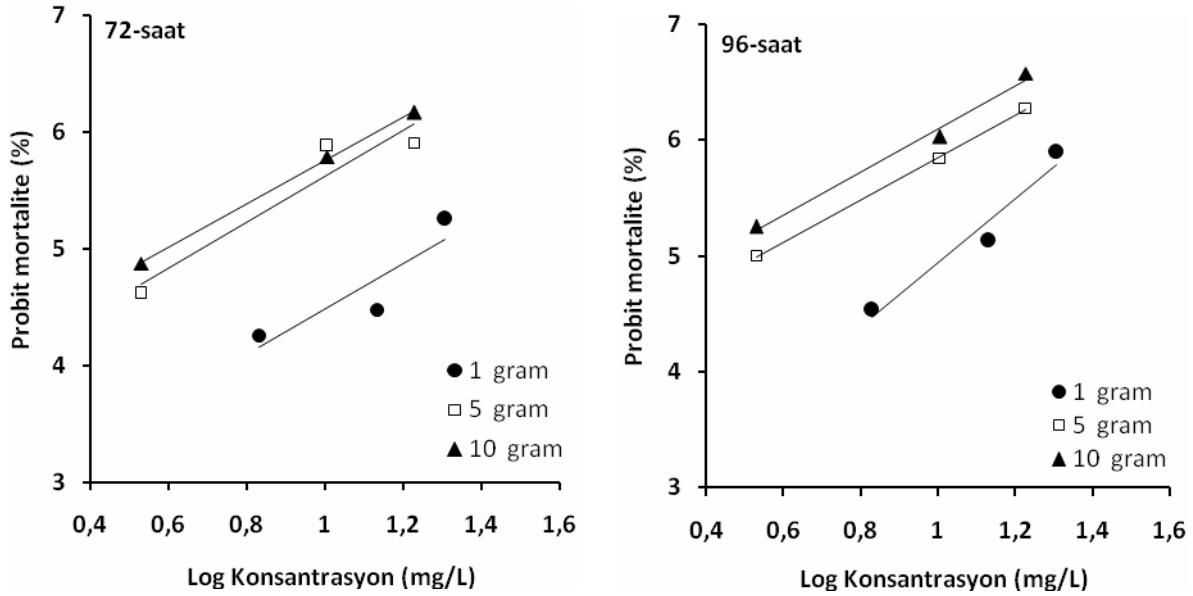 72-saat
Probit mortalite (%)
7
6
5
4
3
0,4 0,6 0,8 1 1,2 1,4 1,6
Log Konsantrasyon (mg/L)
1 gram
5 gram
10 gram
96-saat
Probit mortalite (%)
7
6
5
4
3
0,4 0,6 0,8 1 1,2 1,4 1,6
Log Konsantrasyon (mg/L)
1 gram
5 gram
10 gram